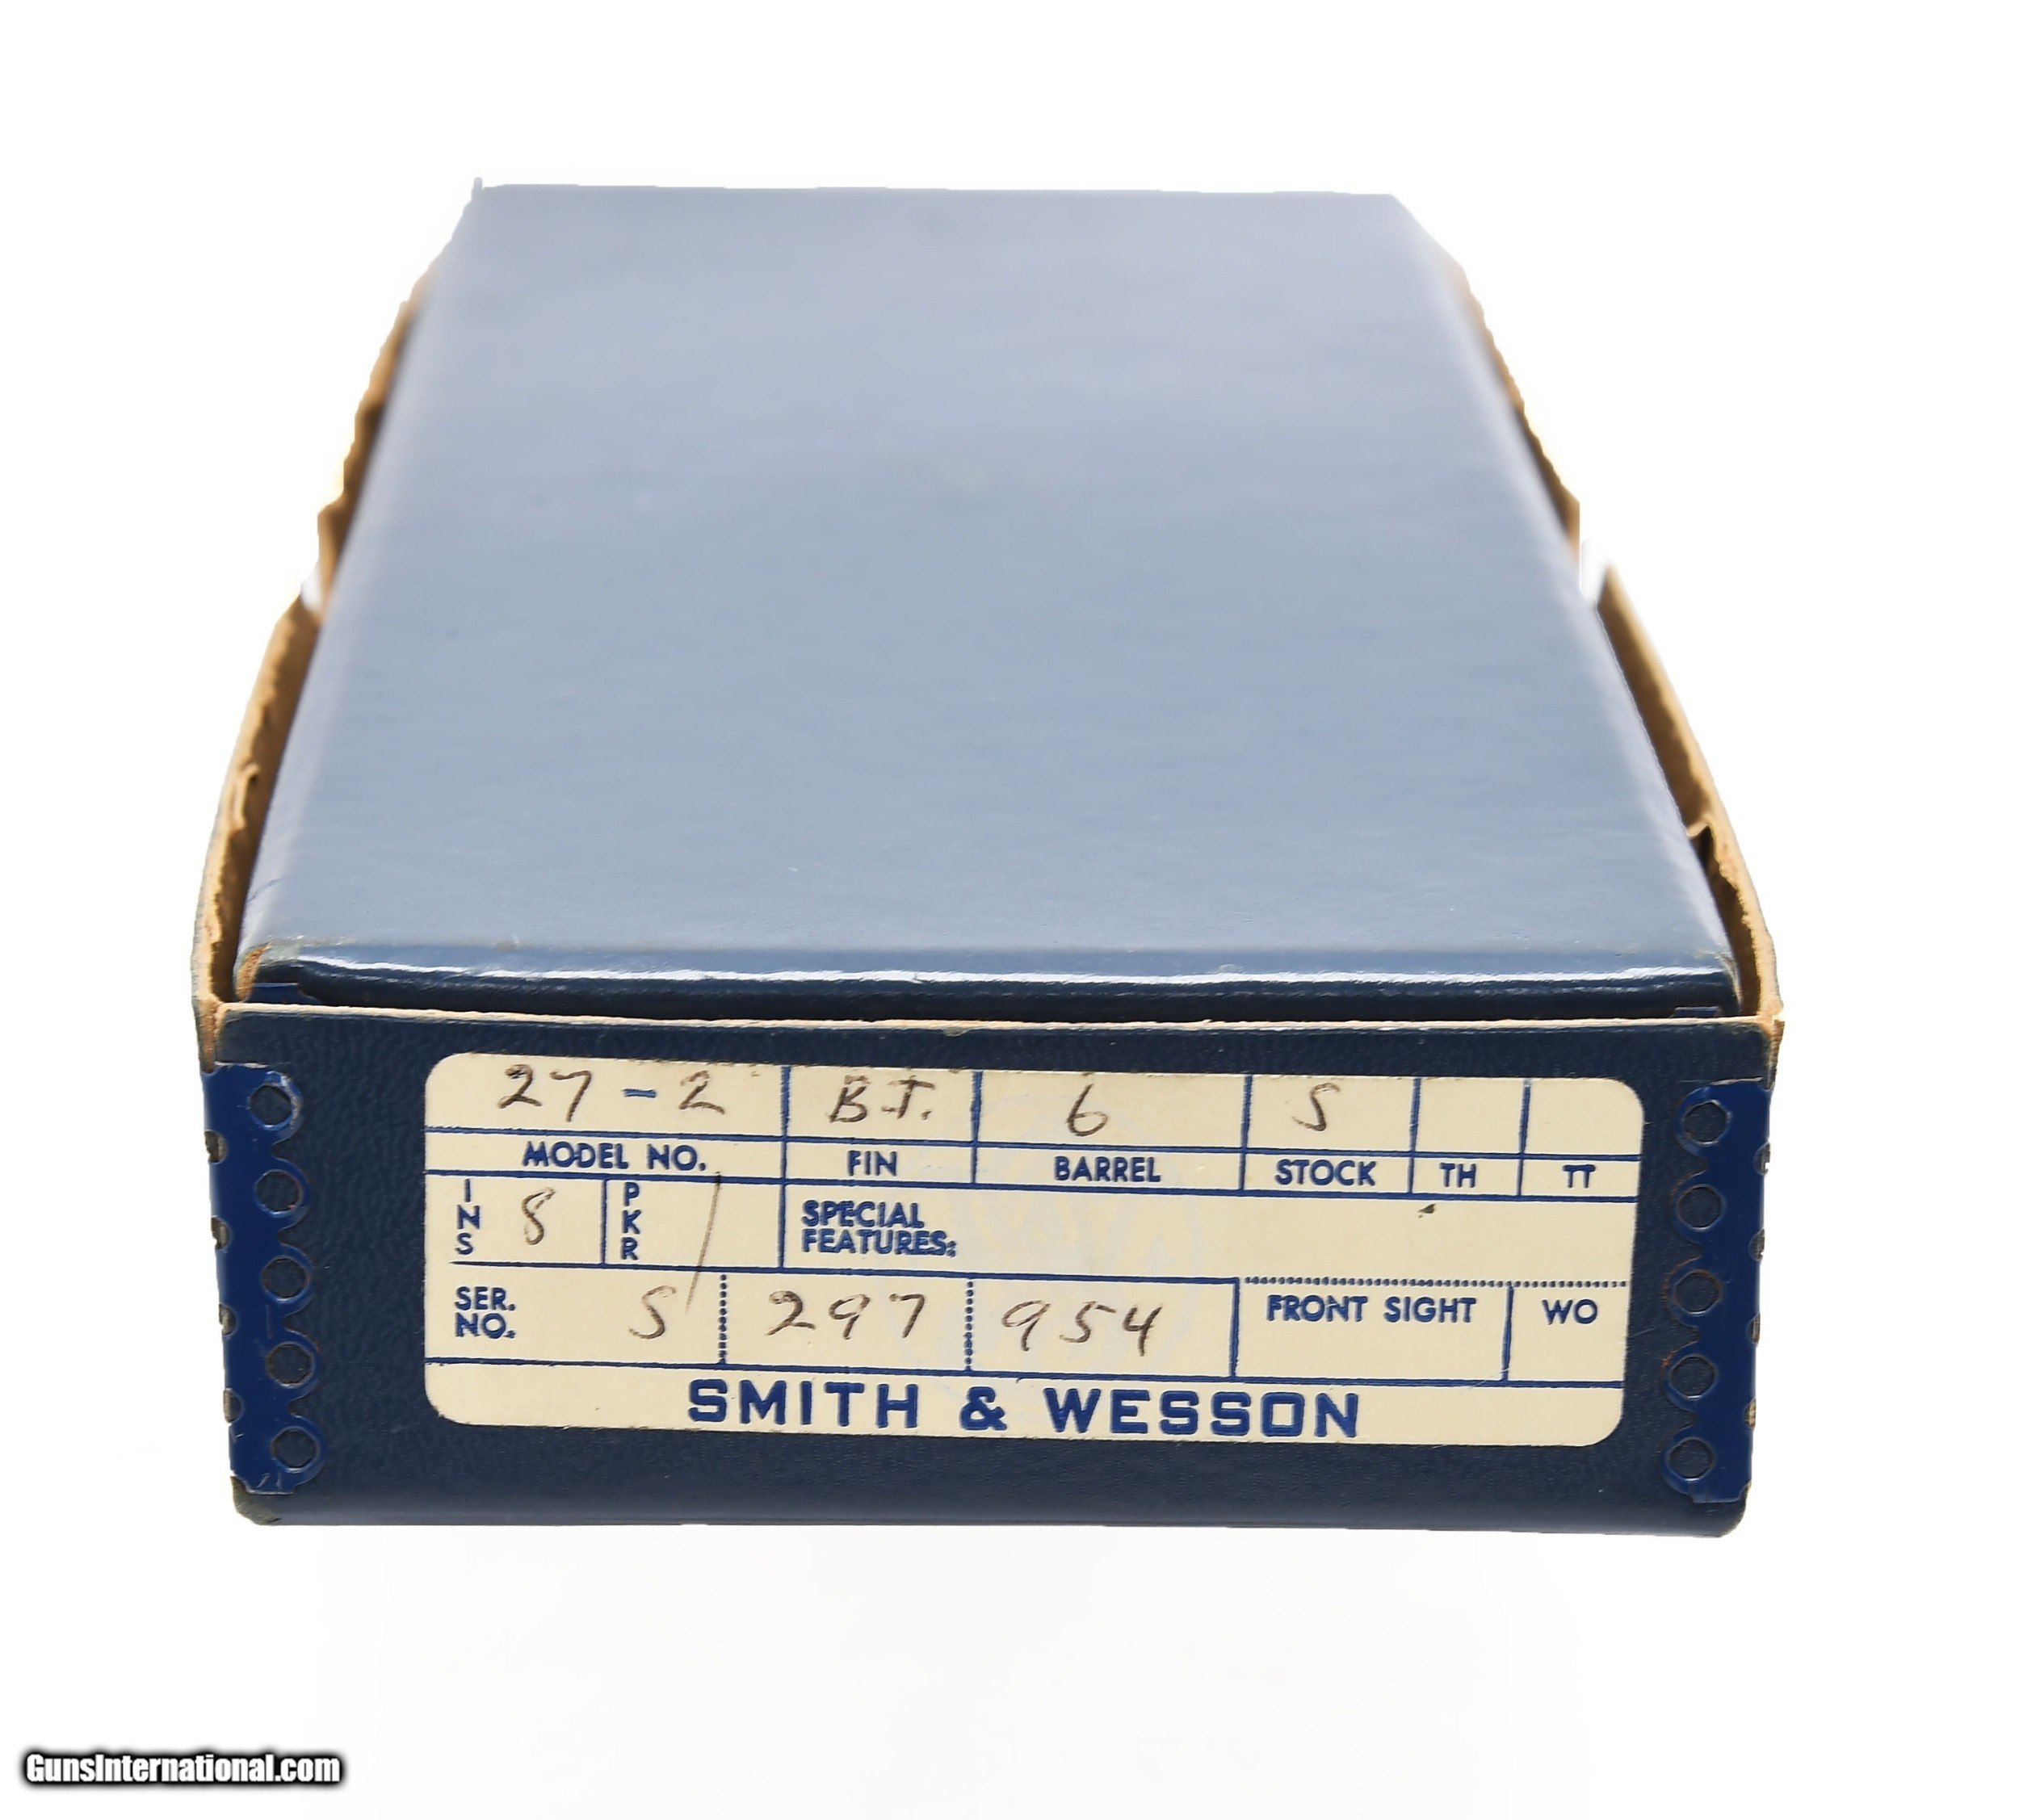 27-2 B.I. 6 S
MODEL NO. FIN BARREL STOCK TH TT
INS 8 PKR / SPECIAL
FEATURES:
SER.
NO. S 297 954 FRONT SIGHT WO
SMITH & WESSON
GunsInternational.com